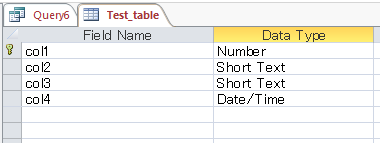 Query6 Test_table
Field Name Data Type
col1 Number
col2 Short Text
col3 Short Text
col4 Date/Time